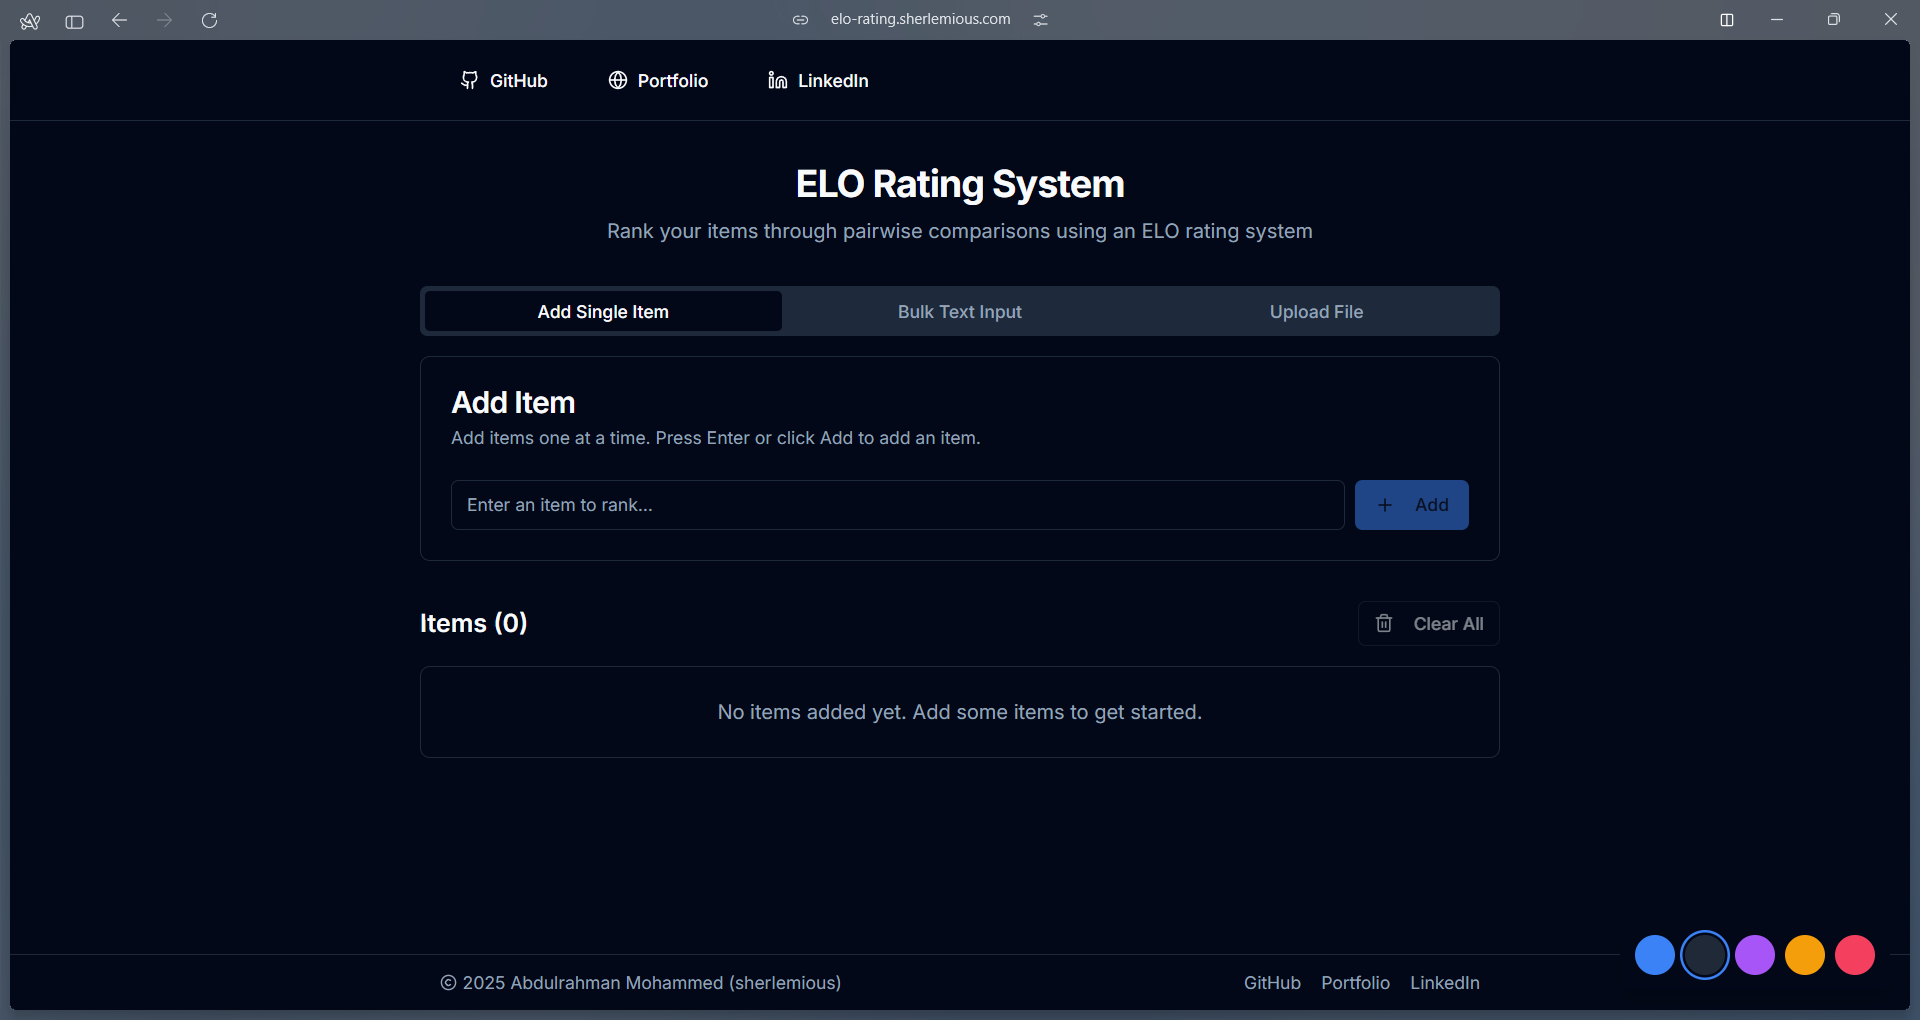 elo-rating.sherlemious.com
GitHub Portfolio LinkedIn
ELO Rating System
Rank your items through pairwise comparisons using an ELO rating system
Add Single Item Bulk Text Input Upload File
Add Item
Add items one at a time. Press Enter or click Add to add an item.
Enter an item to rank... + Add
Items (0) Clear All
No items added yet. Add some items to get started.
© 2025 Abdulrahman Mohammed (sherlemious) GitHub Portfolio LinkedIn